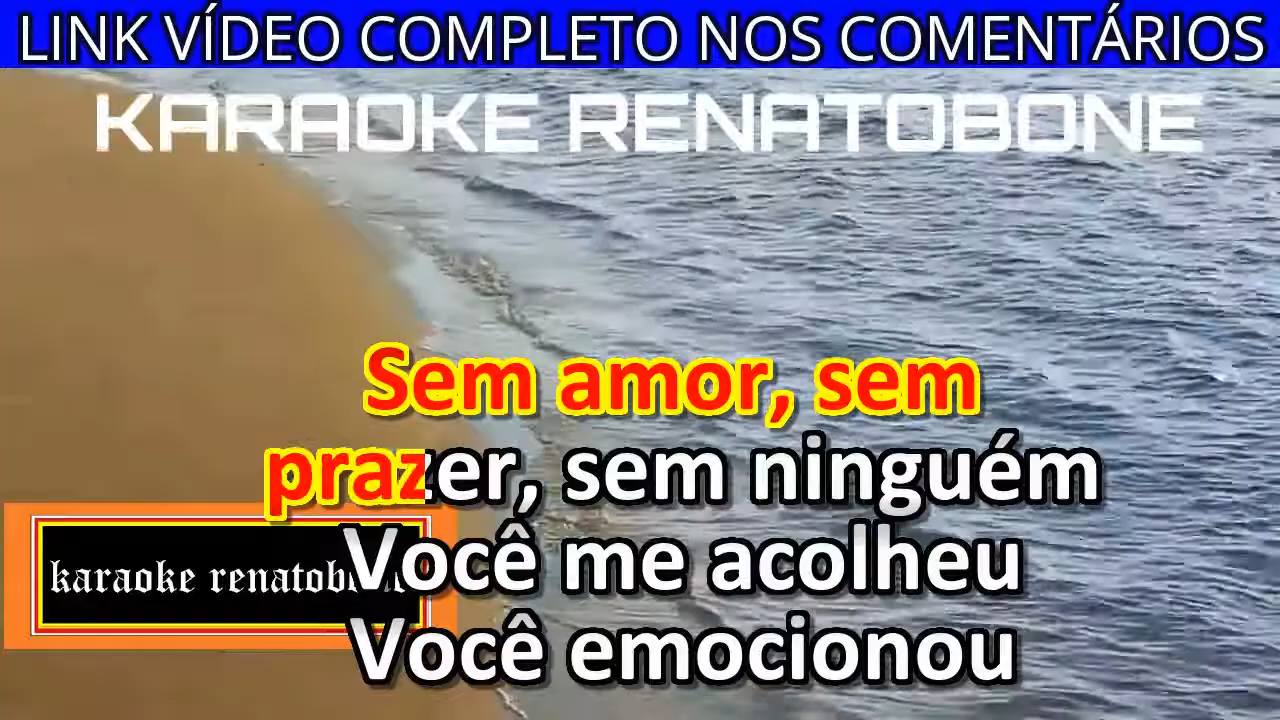 LINK VÍDEO COMPLETO NOS COMENTÁRIOS
KARAOKE RENATOBONE
Sem amor, sem
prazer, sem ninguém
karaoke
Você me acolheu
Você emocionou